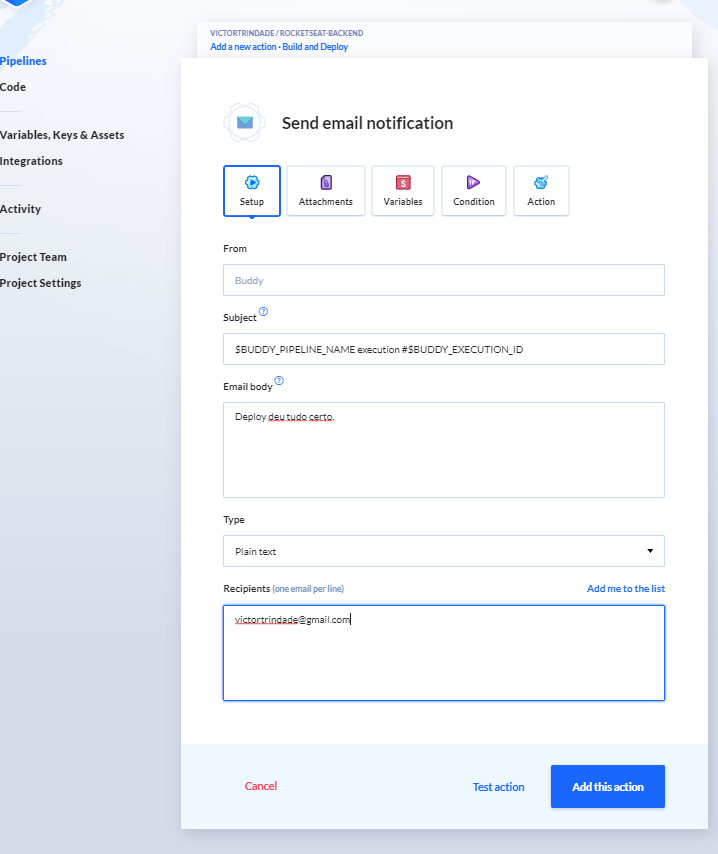 VICTORTRINDADE / ROCKETSEAT-BACKEND
Add a new action · Build and Deploy
Pipelines
Code
Variables, Keys & Assets
Integrations
Activity
Project Team
Project Settings
Send email notification
Setup
Attachments
Variables
Condition
Action
From
Buddy
Subject ?
$BUDDY_PIPELINE_NAME execution #$BUDDY_EXECUTION_ID
Email body ?
Deploy deu tudo certo.
Type
Plain text
Recipients (one email per line) Add me to the list
victortrindade@gmail.com
Cancel Test action Add this action